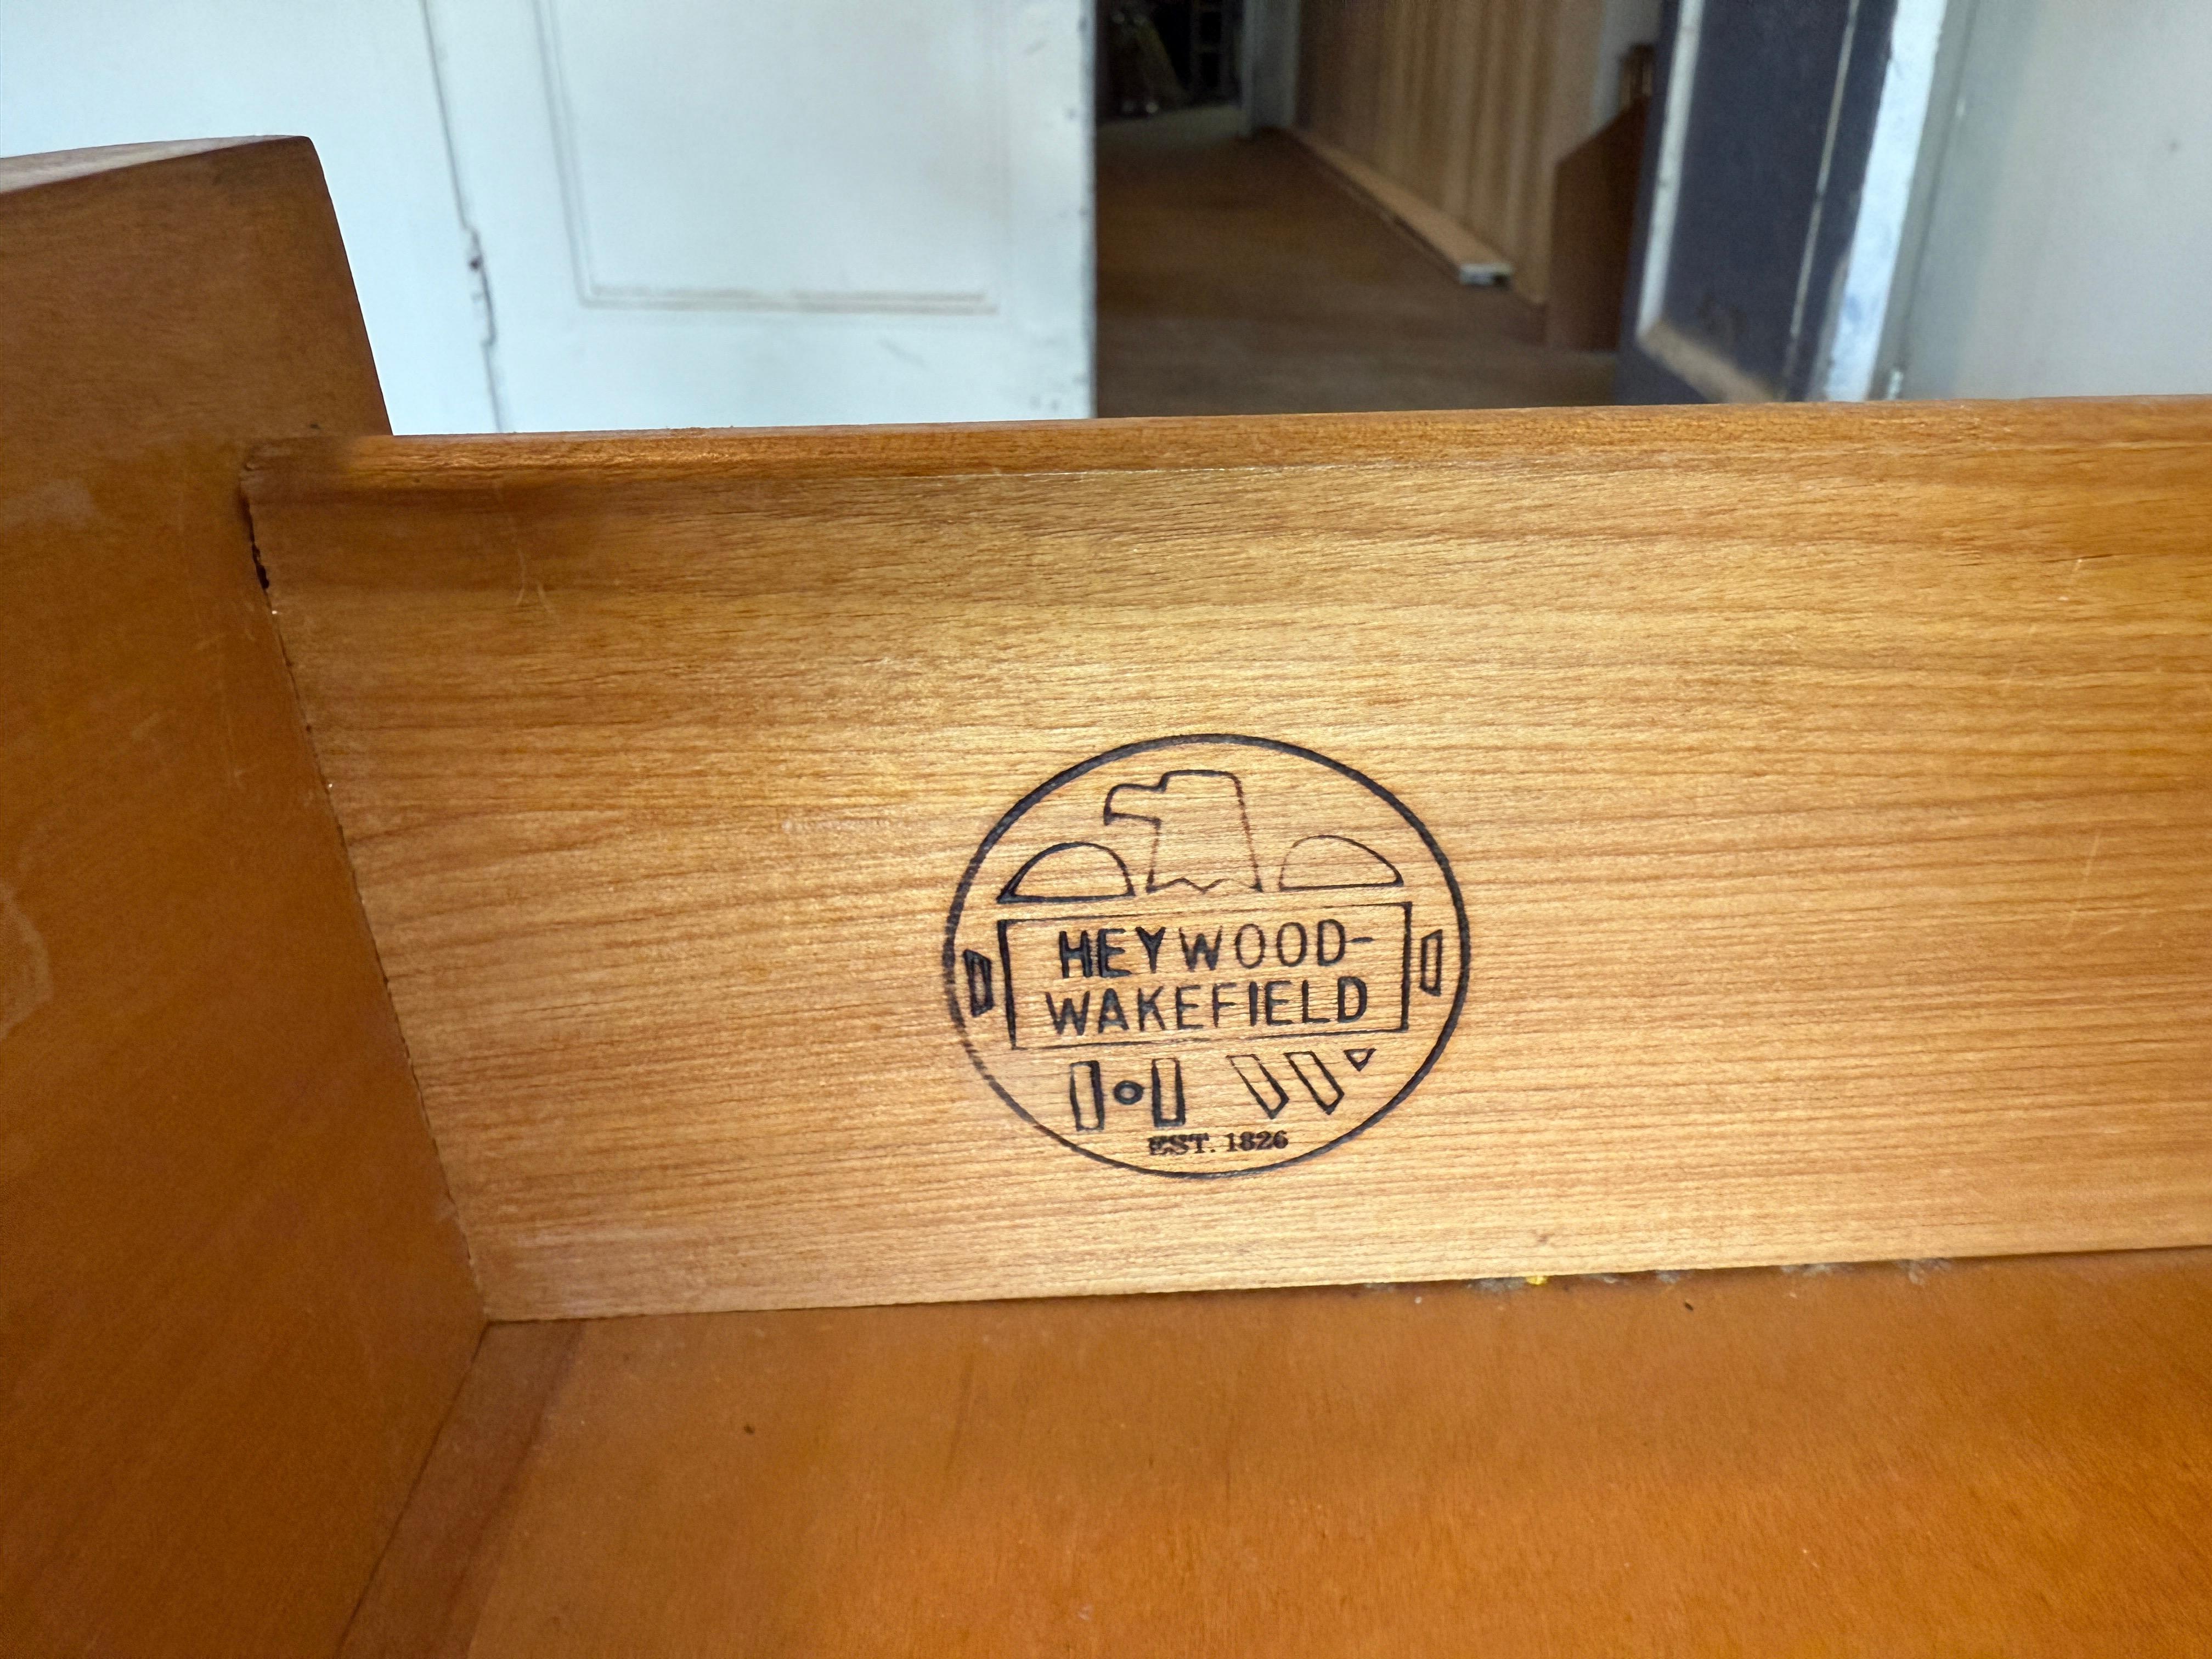 HEYWOOD-
WAKEFIELD
EST. 1826